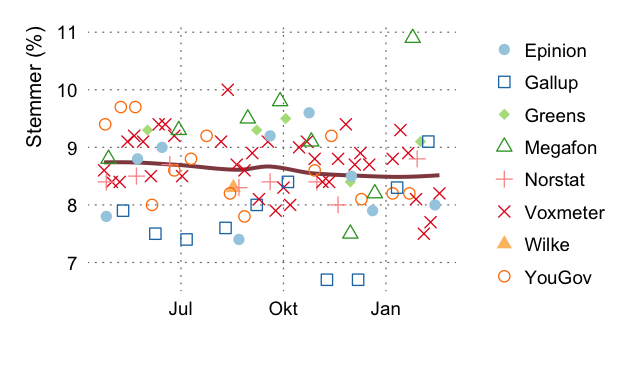 Stemmer (%)
11
10
9
8
7
Jul
Okt
Jan
Epinion
Gallup
Greens
Megafon
Norstat
Voxmeter
Wilke
YouGov